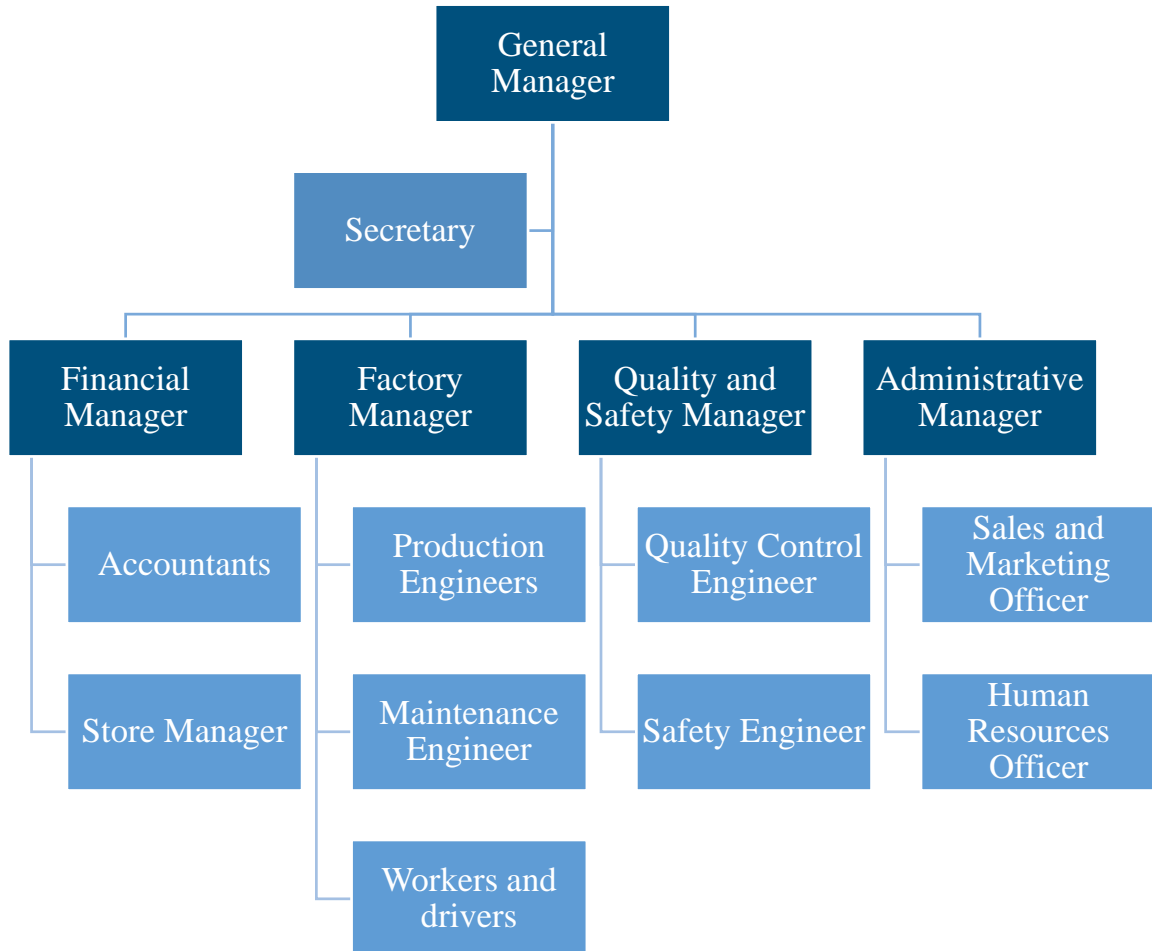 General
Manager
Secretary
Financial
Manager
Factory
Manager
Quality and
Safety Manager
Administrative
Manager
Accountants
Production
Engineers
Quality Control
Engineer
Sales and
Marketing
Officer
Store Manager
Maintenance
Engineer
Safety Engineer
Human
Resources
Officer
Workers and
drivers